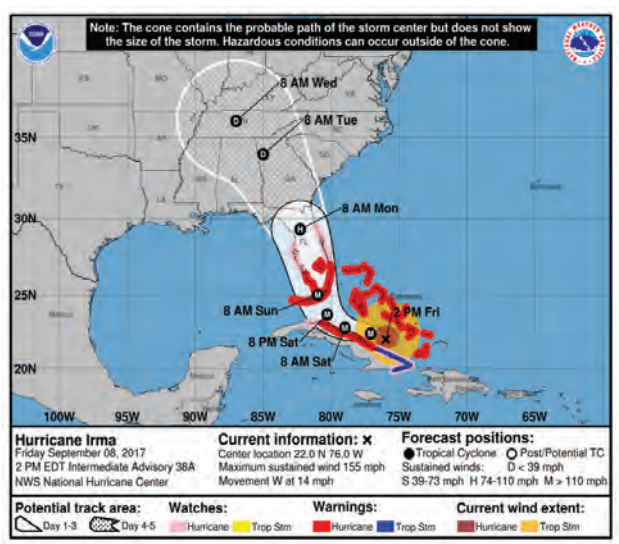 Note: The cone contains the probable path of the storm center but does not show
the size of the storm. Hazardous conditions can occur outside of the cone.
8 AM Wed
8 AM Tue
35N
TX
LA
GA
30N
8 AM Mon
FL
25N
8 AM Sun
2 PM Fri
8 PM Sat
8 AM Sat
20N
Mexico
100W 95W 90W 85W 80W 75W 70W 65W
Hurricane Irma
Friday September 08, 2017
2 PM EDT Intermediate Advisory 38A
NWS National Hurricane Center
Current information: ✖
Center location 22.0 N 76.0 W
Maximum sustained wind 155 mph
Movement W at 14 mph
Forecast positions:
● Tropical Cyclone ○ Post/Potential TC
Sustained winds: D < 39 mph
S 39-73 mph H 74-110 mph M > 110 mph
Potential track area:
Day 1-3 Day 4-5
Watches:
Hurricane Trop Stm
Warnings:
Hurricane Trop Stm
Current wind extent:
Hurricane Trop Stm